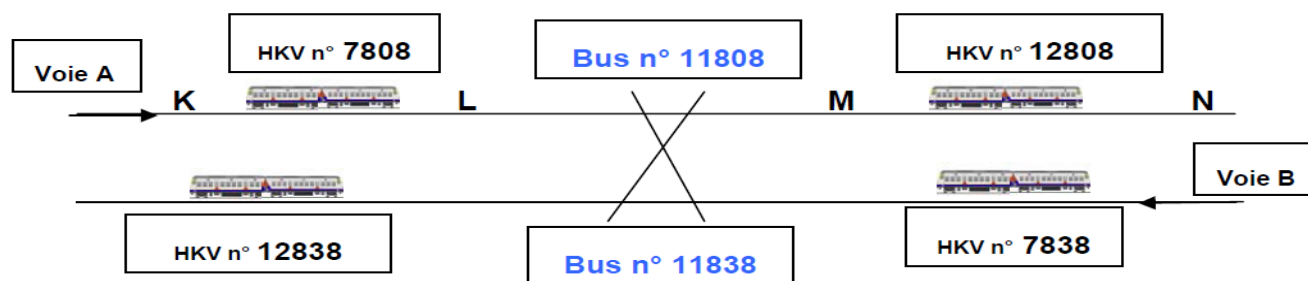 HKV n° 7808
Bus n° 11808
HKV n° 12808
Voie A
K
L
M
N
Voie B
HKV n° 12838
Bus n° 11838
HKV n° 7838